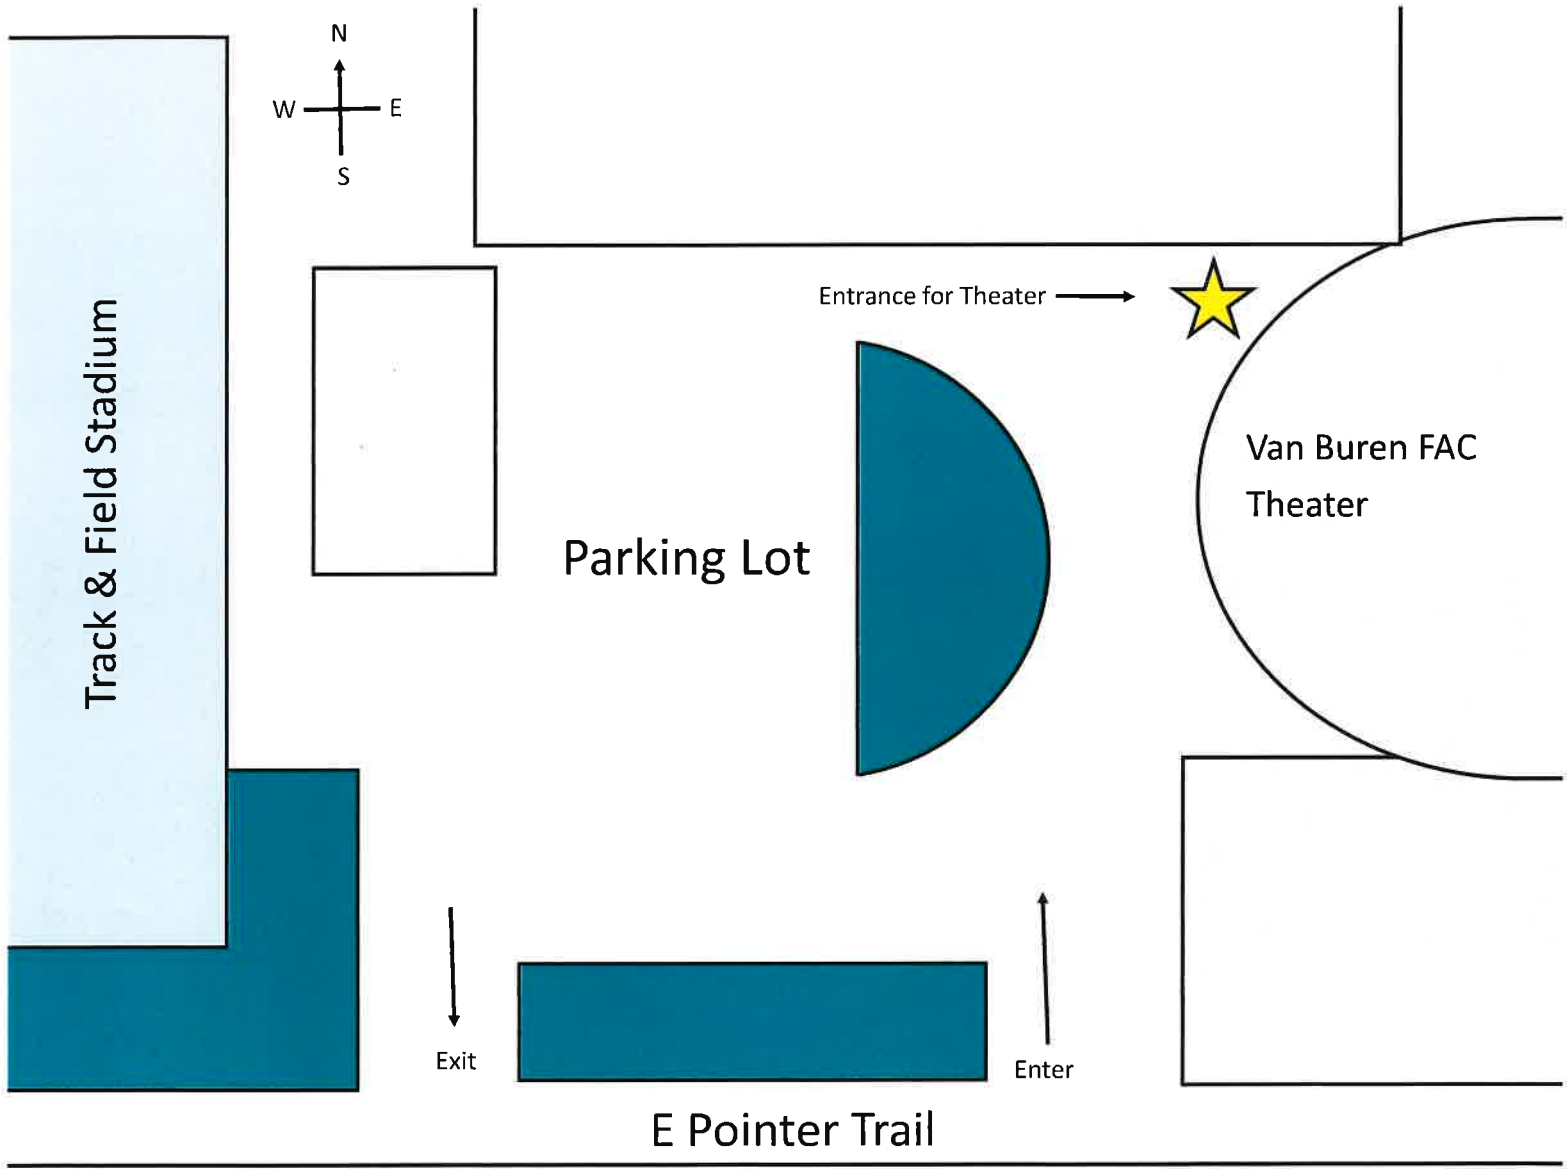 N
W
E
S
Entrance for Theater
Track & Field Stadium
Van Buren FAC
Theater
Parking Lot
Exit
Enter
E Pointer Trail